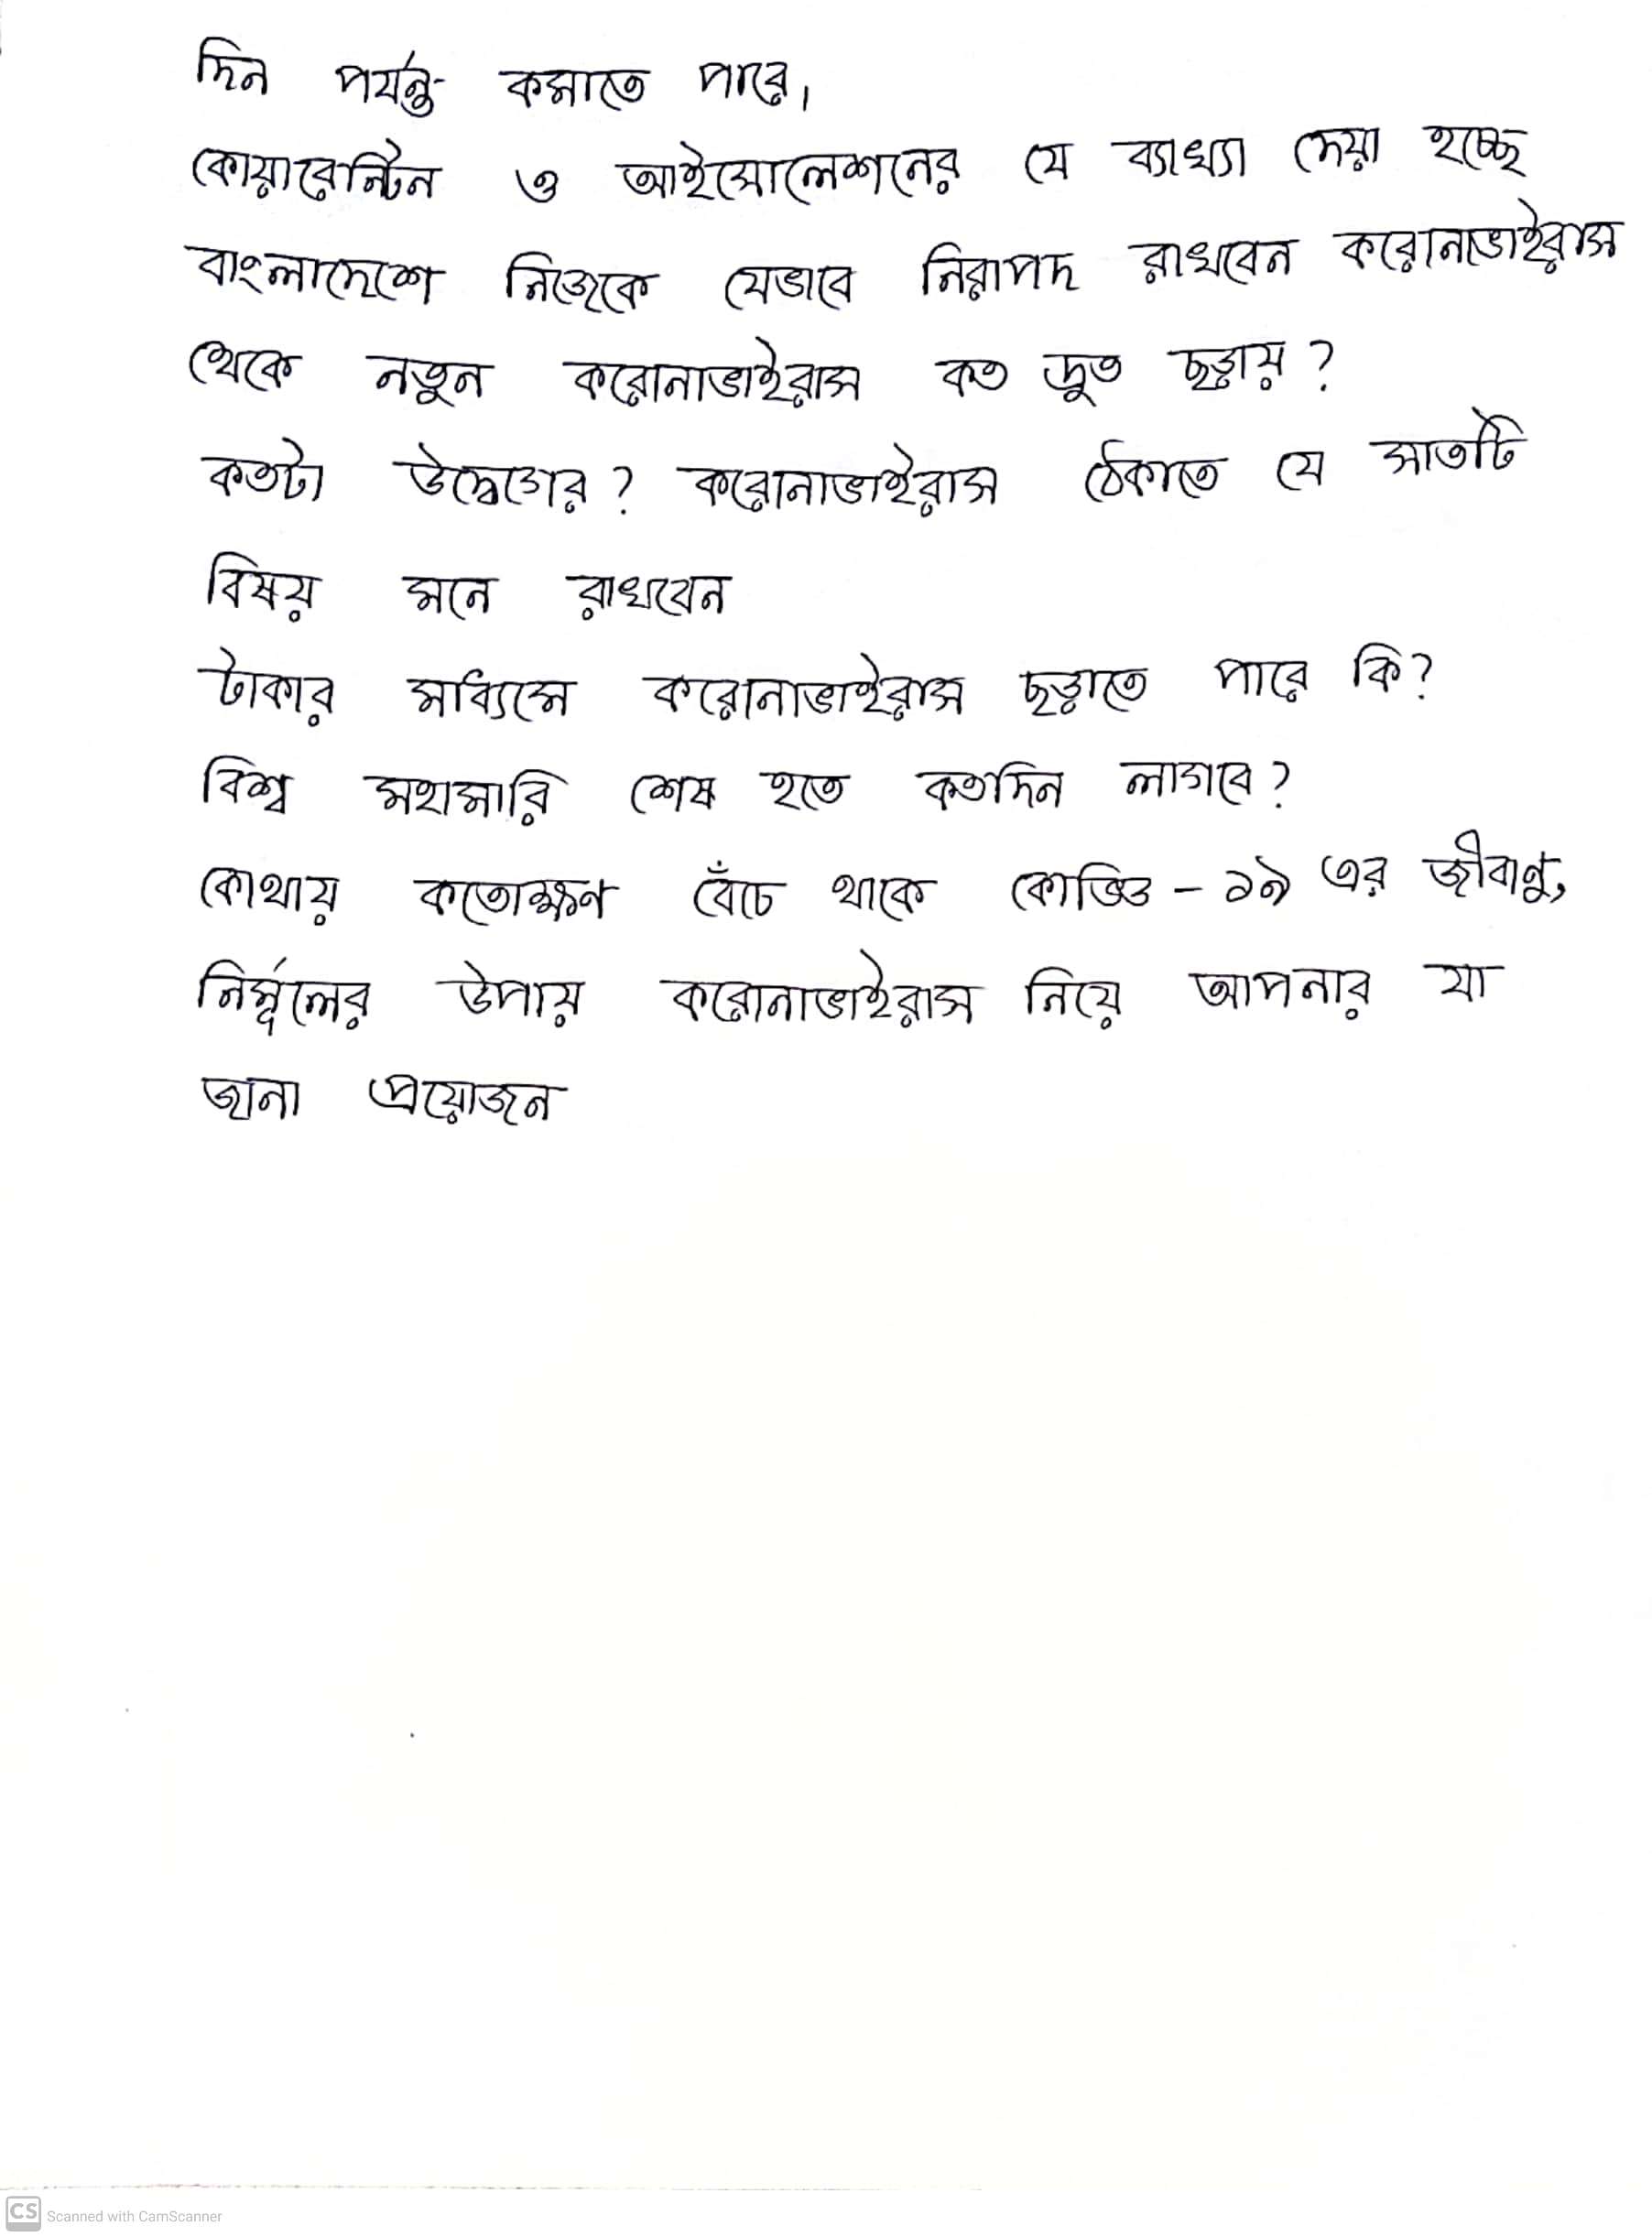 দিন পর্যন্ত কমাতে পারে।
কোয়ারেন্টিন ও আইসোলেশনের যে ব্যাখ্যা দেয়া হচ্ছে
বাংলাদেশে নিজেকে যেভাবে নিরাপদ রাখবেন করোনাভাইরাস
থেকে নতুন করোনাভাইরাস কত দ্রুত ছড়ায়?
কতটা উদ্বেগের? করোনাভাইরাস ঠেকাতে যে সাতটি
বিষয় মনে রাখবেন
টাকার মাধ্যমে করোনাভাইরাস ছড়াতে পারে কি?
বিশ্ব মহামারি শেষ হতে কতদিন লাগবে?
কোথায় কতোক্ষণ বেঁচে থাকে কোভিড - ১৯ এর জীবাণু,
নির্মূলের উপায় করোনাভাইরাস নিয়ে আপনার যা
জানা প্রয়োজন
CS Scanned with CamScanner